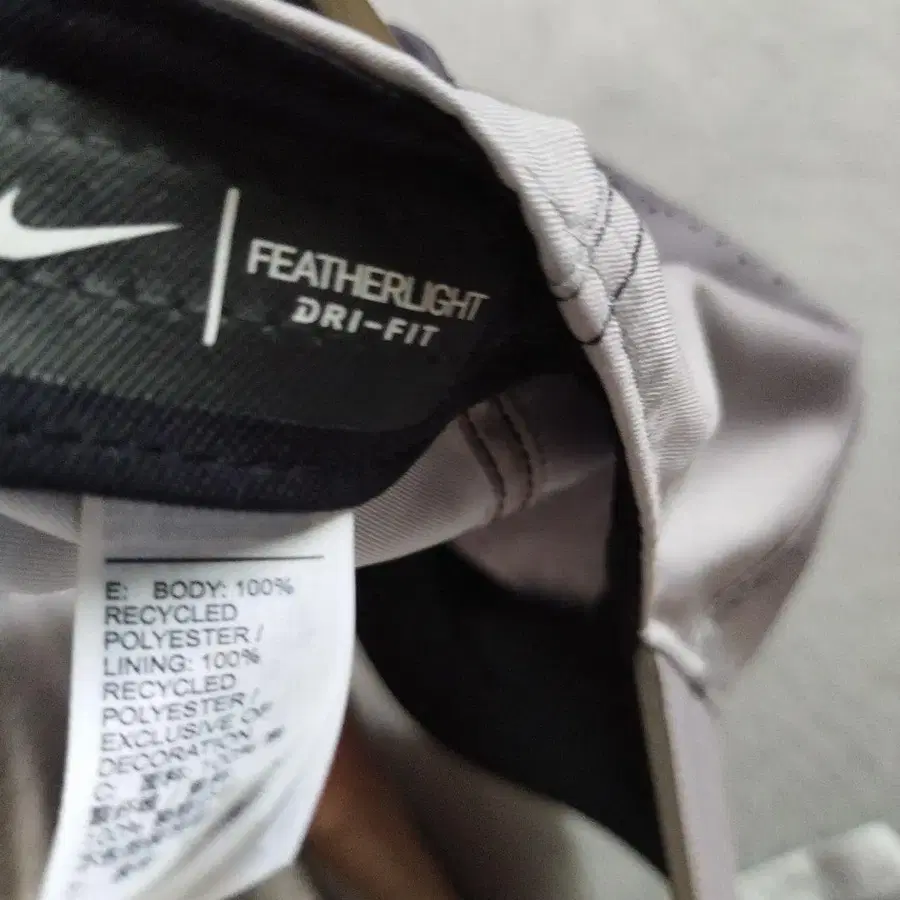 FEATHERLIGHT
DRI-FIT
E: BODY: 100%
RECYCLED
POLYESTER /
LINING: 100%
RECYCLED
POLYESTER/
EXCLUSIVE OF
DECORATION